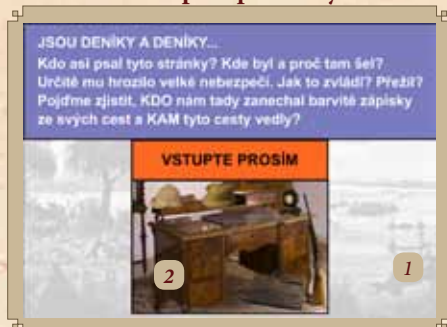 JSOU DENÍKY A DENÍKY...
Kdo asi psal tyto stránky? Kde byl a proč tam šel?
Určitě mu hrozilo velké nebezpečí. Jak to zvládl? Přežil?
Pojďme zjistit, KDO nám tady zanechal barvité zápisky
ze svých cest a KAM tyto cesty vedly?
VSTUPTE PROSÍM
2
1